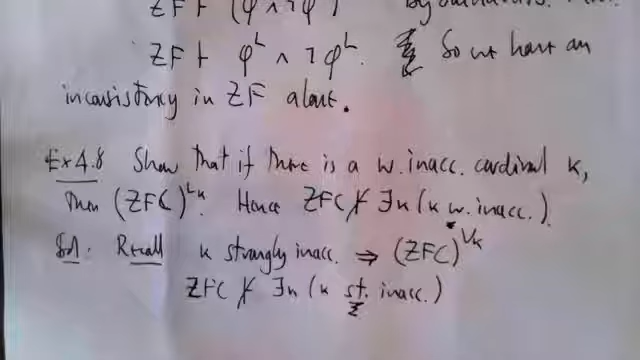 ZF ⊢ (φ ∧ ¬φ)
ZF ⊢ φ^L ∧ ¬φ^L. So we have an
inconsistency in ZF alone.
Ex 4.8 Show that if there is a w. inacc. cardinal κ,
then (ZFC)^{L_κ}. Hence ZFC ⊬ ∃κ (κ w. inacc.)
Sol. Recall κ strongly inacc. ⇒ (ZFC)^{V_κ}
ZFC ⊬ ∃κ (κ st. inacc.)